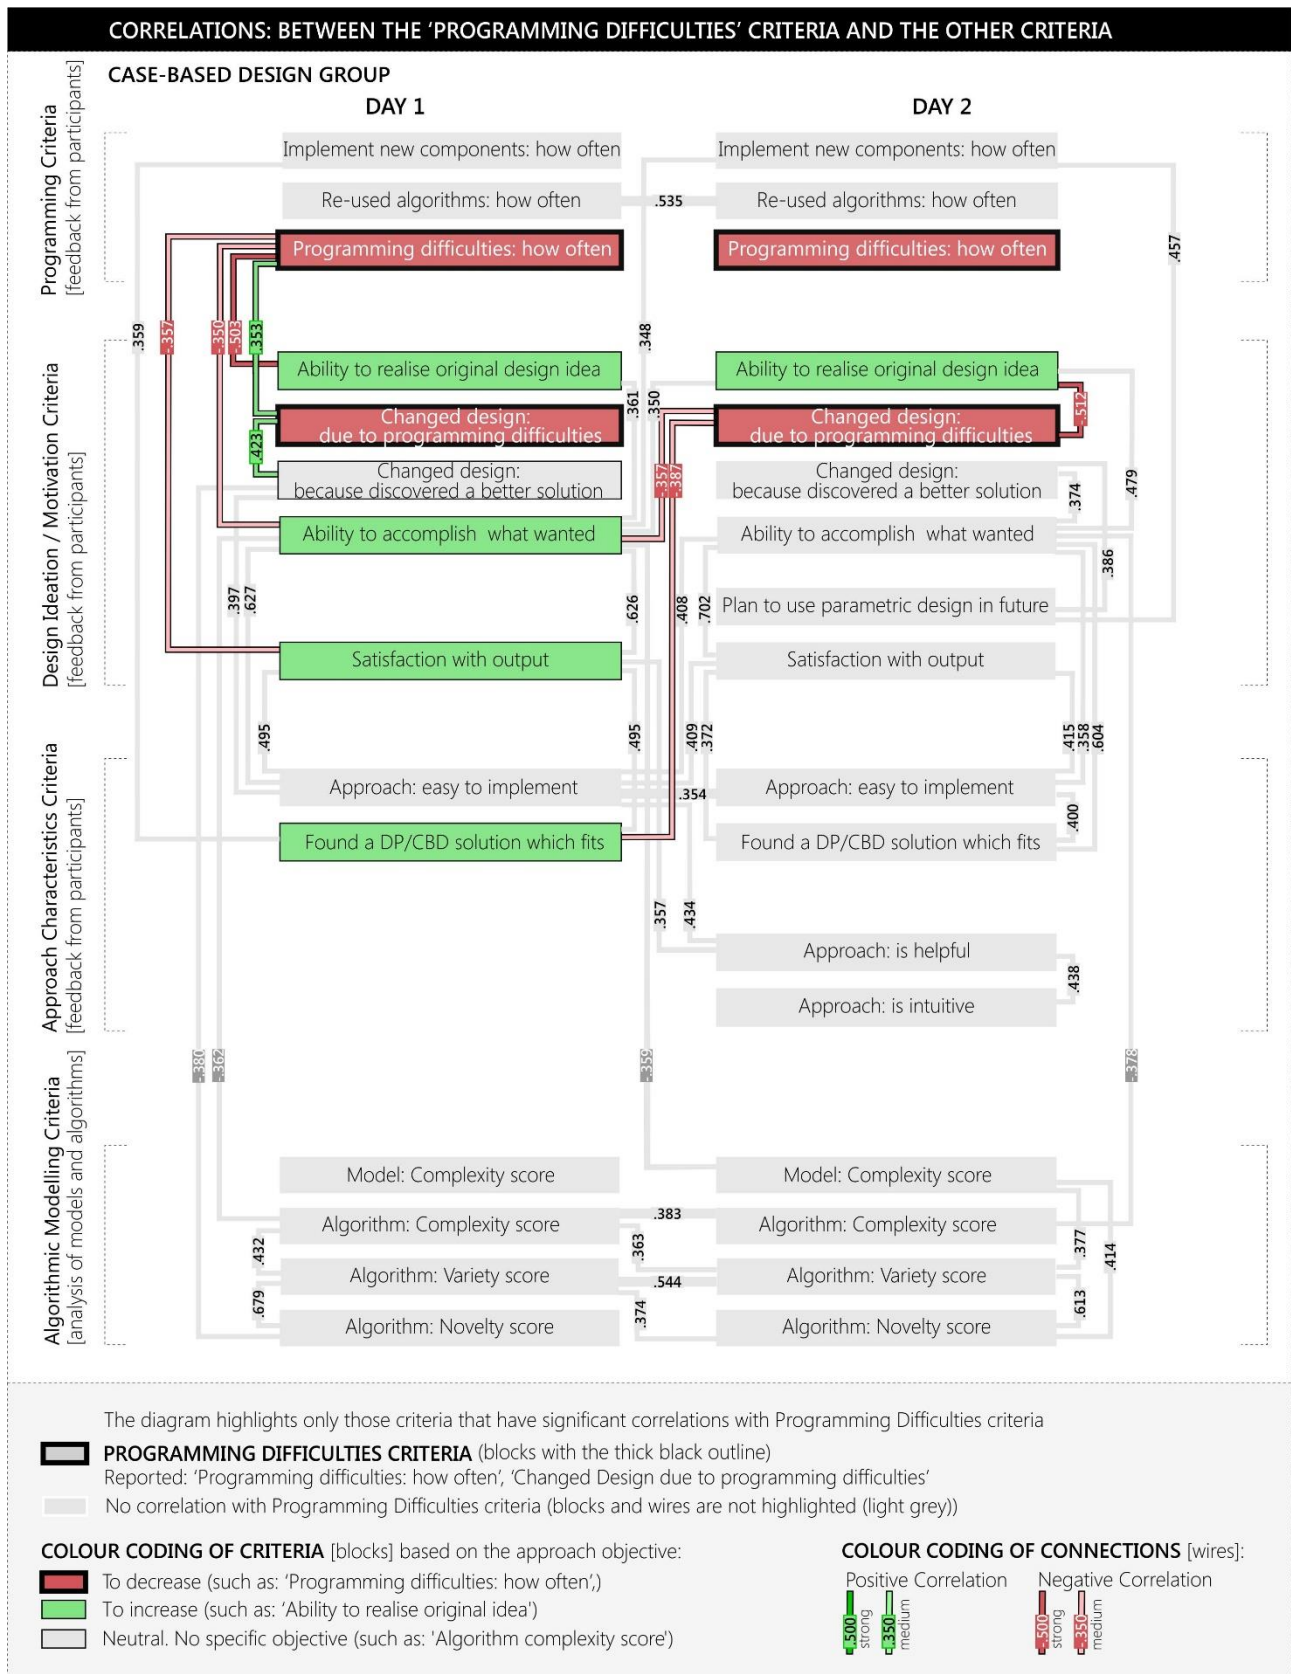 CORRELATIONS: BETWEEN THE ‘PROGRAMMING DIFFICULTIES’ CRITERIA AND THE OTHER CRITERIA
CASE-BASED DESIGN GROUP
DAY 1
DAY 2
Programming Criteria
[feedback from participants]
Implement new components: how often
Implement new components: how often
Re-used algorithms: how often
.535
Re-used algorithms: how often
Programming difficulties: how often
Programming difficulties: how often
.457
.359
-.357
-.350
-.503
.353
.348
Design Ideation / Motivation Criteria
[feedback from participants]
Ability to realise original design idea
Ability to realise original design idea
.361
.350
-.512
Changed design:
due to programming difficulties
Changed design:
due to programming difficulties
.423
-.357
-.387
Changed design:
because discovered a better solution
Changed design:
because discovered a better solution
.374
.479
Ability to accomplish what wanted
Ability to accomplish what wanted
.386
.397
.627
.626
.408
.702
Plan to use parametric design in future
Satisfaction with output
Satisfaction with output
.495
.495
.409
.372
.415
.358
.604
Approach Characteristics Criteria
[feedback from participants]
Approach: easy to implement
.354
Approach: easy to implement
.400
Found a DP/CBD solution which fits
Found a DP/CBD solution which fits
.357
.434
Approach: is helpful
.438
Approach: is intuitive
-.380
-.362
-.359
-.378
Algorithmic Modelling Criteria
[analysis of models and algorithms]
Model: Complexity score
Model: Complexity score
Algorithm: Complexity score
.383
Algorithm: Complexity score
.432
.363
.377
.414
Algorithm: Variety score
.544
Algorithm: Variety score
.679
.374
.613
Algorithm: Novelty score
Algorithm: Novelty score
The diagram highlights only those criteria that have significant correlations with Programming Difficulties criteria
PROGRAMMING DIFFICULTIES CRITERIA (blocks with the thick black outline)
Reported: ‘Programming difficulties: how often’, ‘Changed Design due to programming difficulties’
No correlation with Programming Difficulties criteria (blocks and wires are not highlighted (light grey))
COLOUR CODING OF CRITERIA [blocks] based on the approach objective:
To decrease (such as: ‘Programming difficulties: how often’,)
To increase (such as: ‘Ability to realise original idea’)
Neutral. No specific objective (such as: 'Algorithm complexity score’)
COLOUR CODING OF CONNECTIONS [wires]:
Positive Correlation
Negative Correlation
.500
strong
.350
medium
-.500
strong
-.350
medium